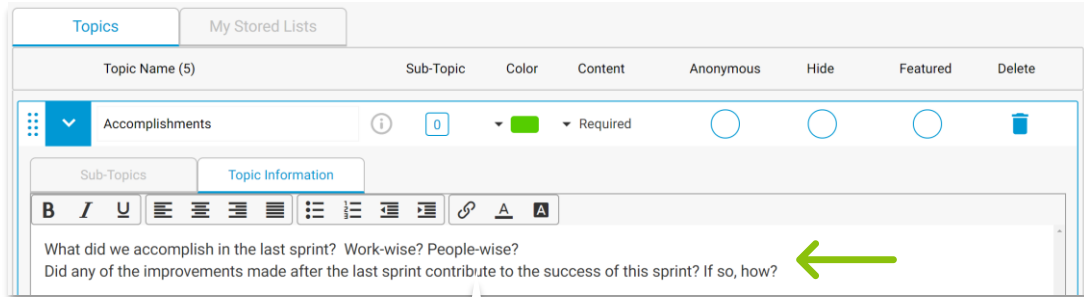 Topics My Stored Lists
Topic Name (5) Sub-Topic Color Content Anonymous Hide Featured Delete
Accomplishments i 0 Required
Sub-Topics Topic Information
B I U A A
What did we accomplish in the last sprint? Work-wise? People-wise?
Did any of the improvements made after the last sprint contribute to the success of this sprint? If so, how?